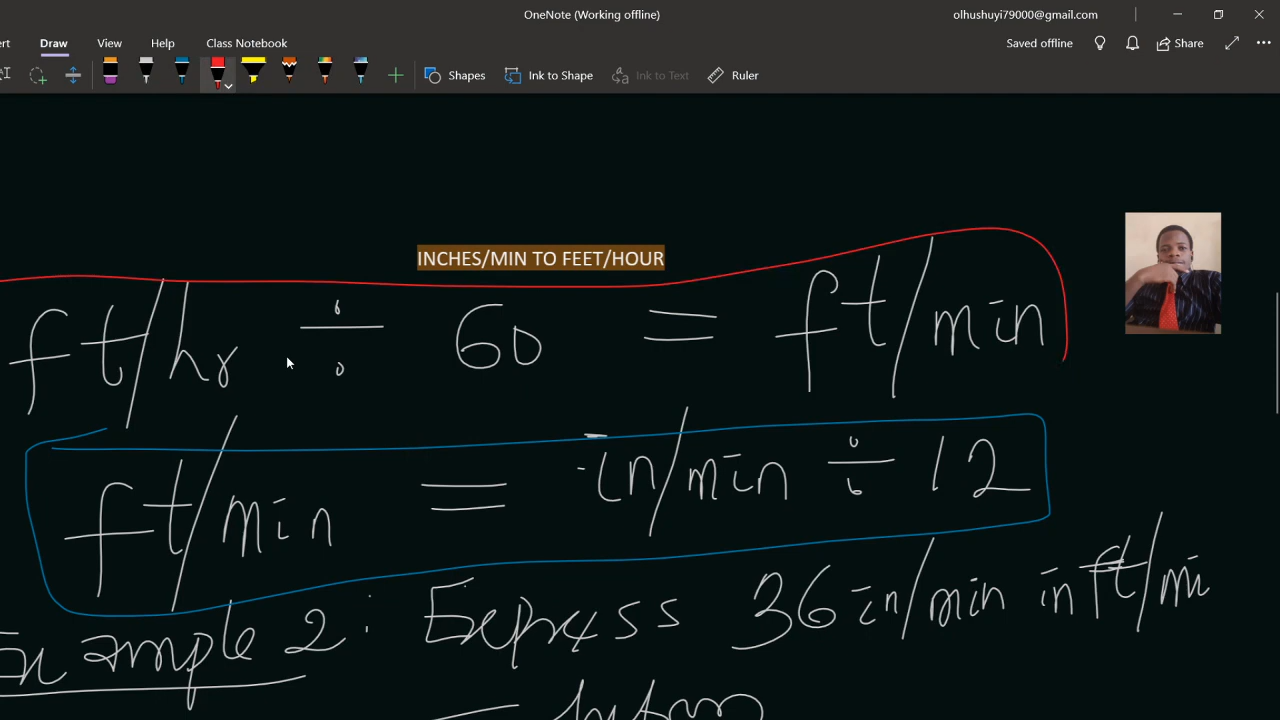 OneNote (Working offline) olhushuyi79000@gmail.com
Draw View Help Class Notebook Saved offline Share
Shapes Ink to Shape Ink to Text Ruler
INCHES/MIN TO FEET/HOUR
ft/hr ÷ 60 = ft/min
ft/min = in/min ÷ 12
Example 2: Express 36 in/min in ft/mi